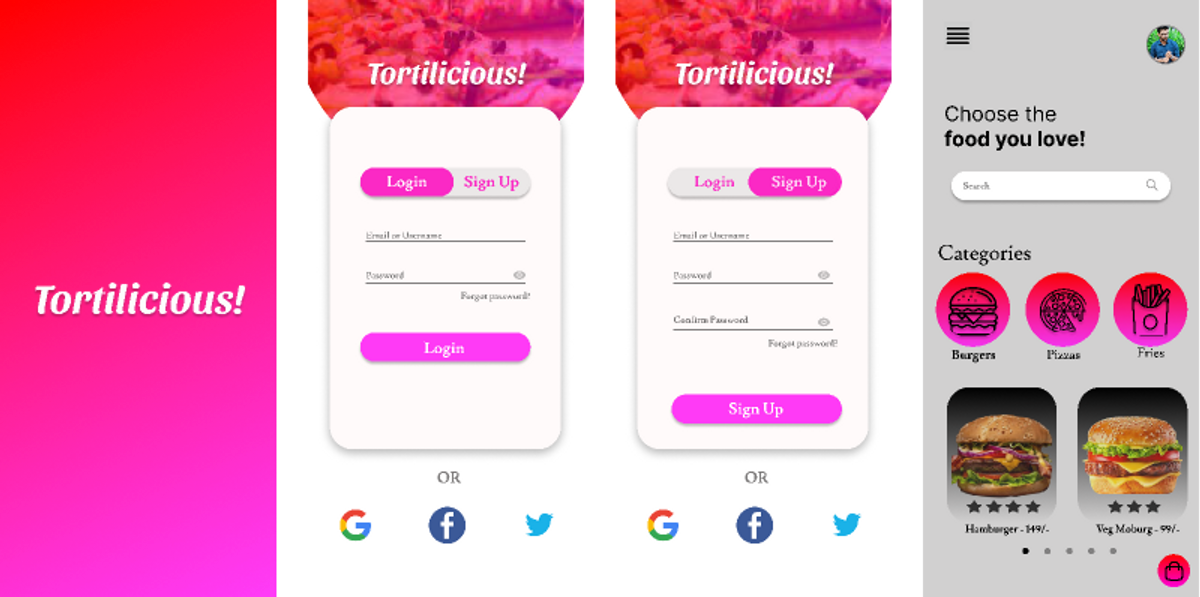 Tortilicious!
Tortilicious!
Login Sign Up
Email or Username
Password
Forgot password?
Login
OR
Tortilicious!
Login Sign Up
Email or Username
Password
Confirm Password
Forgot password?
Sign Up
OR
Choose the
food you love!
Search
Categories
Burgers Pizzas Fries
Hamburger - 149/- Veg Moburg - 99/-